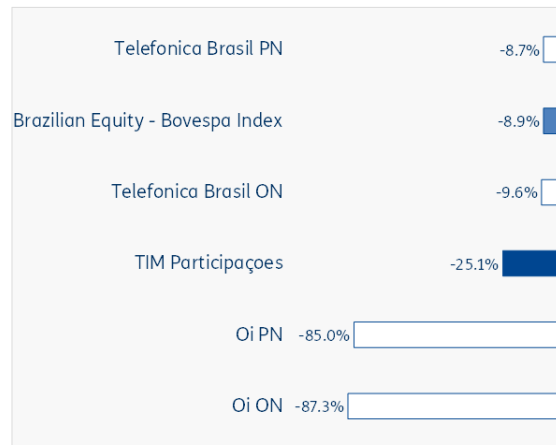 Telefonica Brasil PN -8.7%
Brazilian Equity - Bovespa Index -8.9%
Telefonica Brasil ON -9.6%
TIM Participaçoes -25.1%
Oi PN -85.0%
Oi ON -87.3%